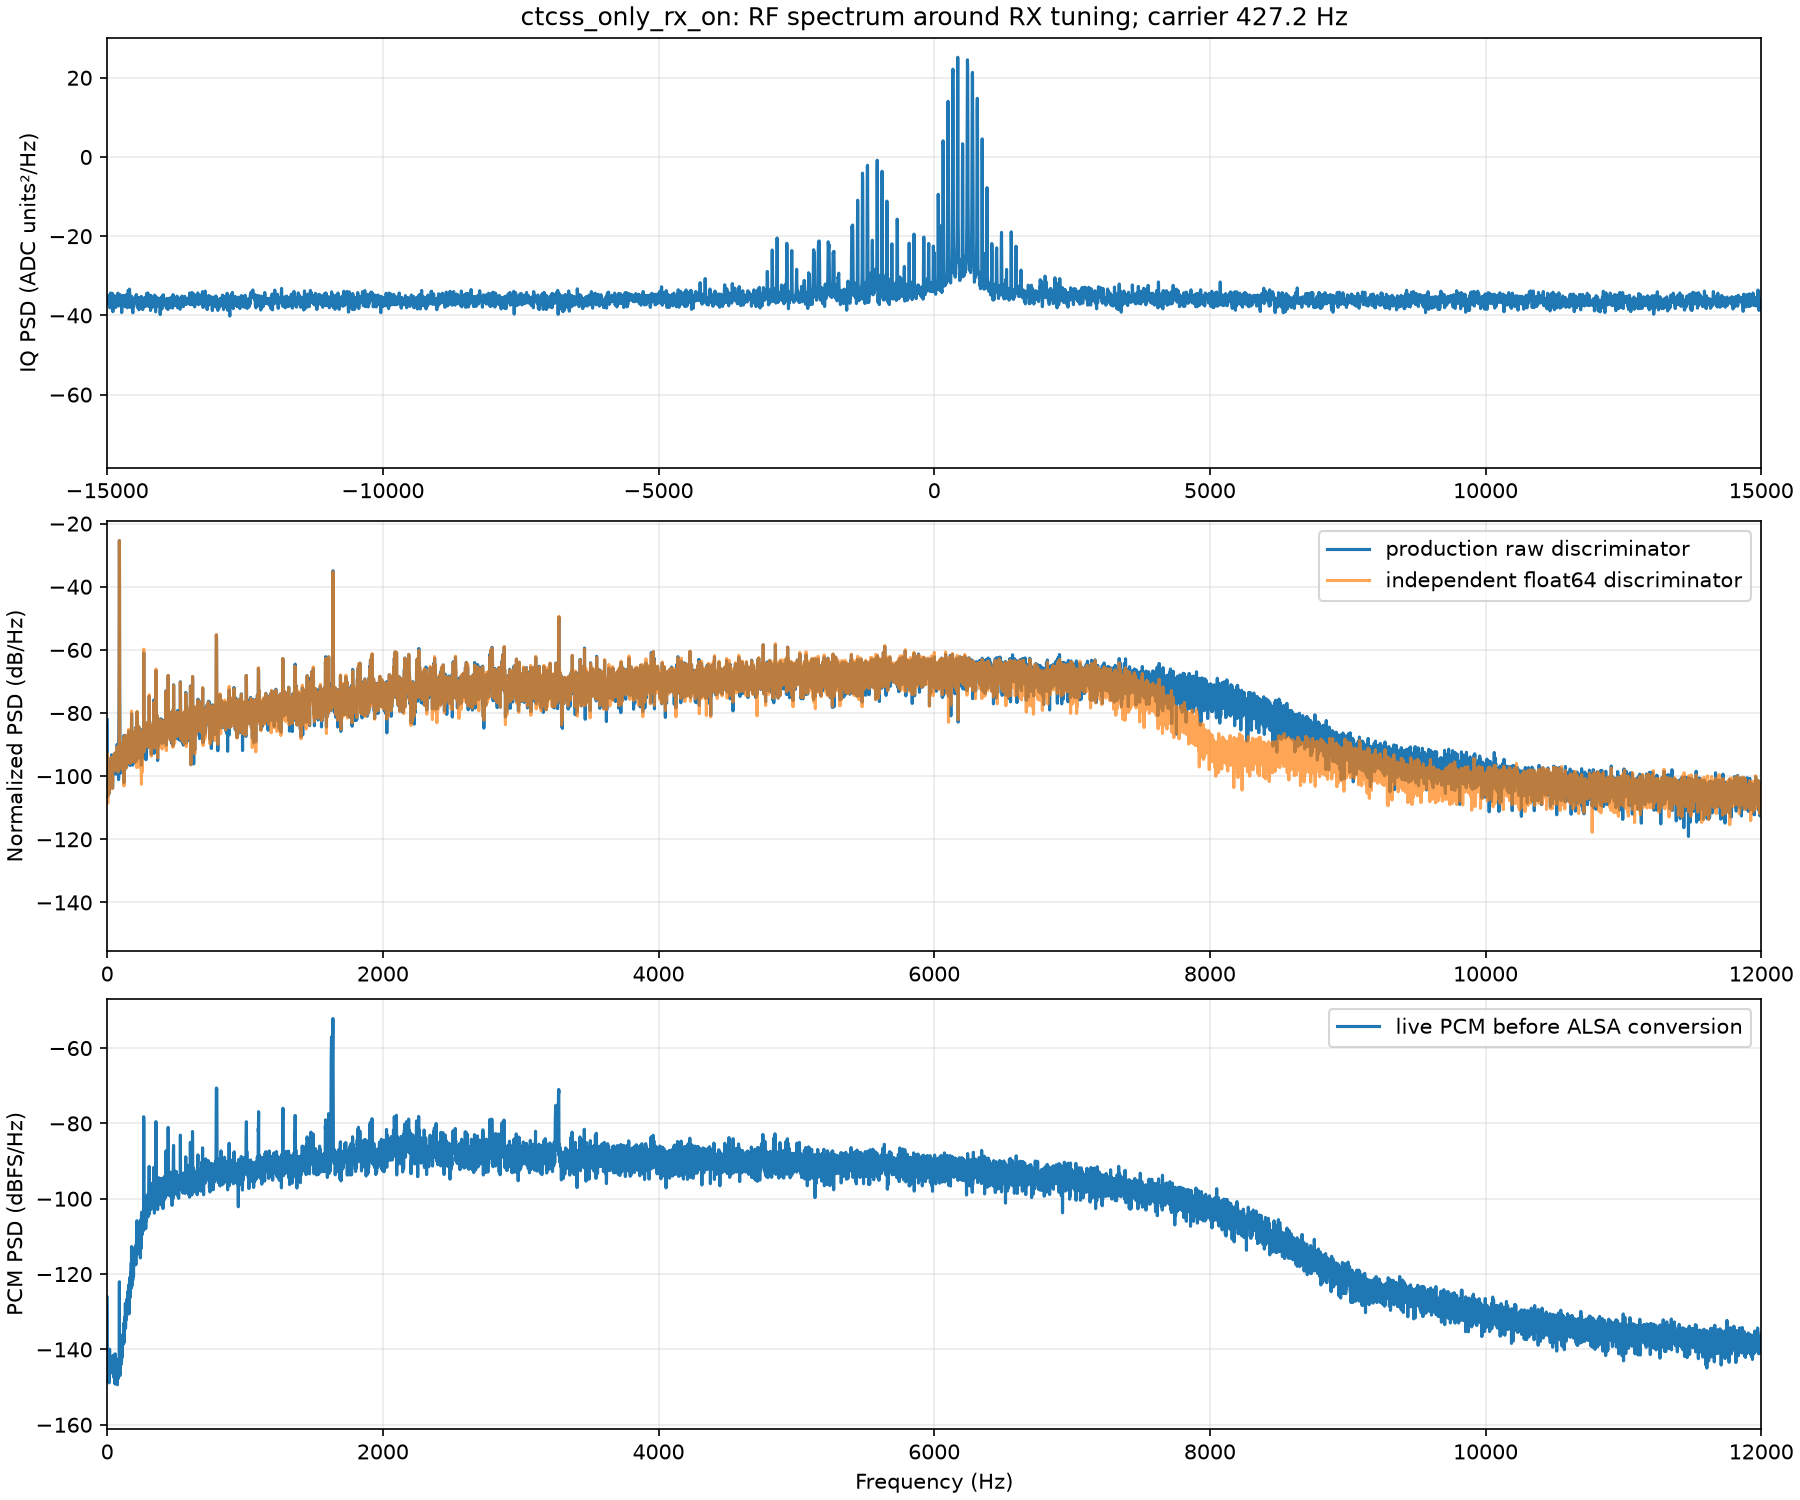 ctcss_only_rx_on: RF spectrum around RX tuning; carrier 427.2 Hz
IQ PSD (ADC units²/Hz)
20
0
−20
−40
−60
−15000 −10000 −5000 0 5000 10000 15000
Normalized PSD (dB/Hz)
−20
−40
−60
−80
−100
−120
−140
production raw discriminator
independent float64 discriminator
0 2000 4000 6000 8000 10000 12000
PCM PSD (dBFS/Hz)
−60
−80
−100
−120
−140
−160
live PCM before ALSA conversion
0 2000 4000 6000 8000 10000 12000
Frequency (Hz)